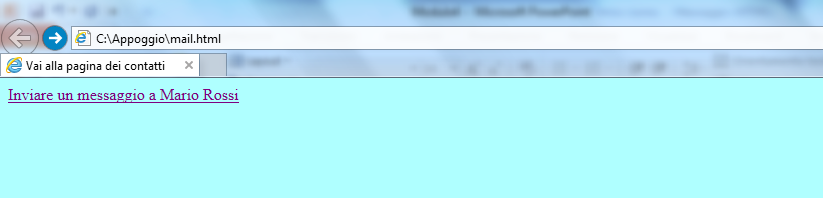 C:\Appoggio\mail.html
Vai alla pagina dei contatti
Inviare un messaggio a Mario Rossi